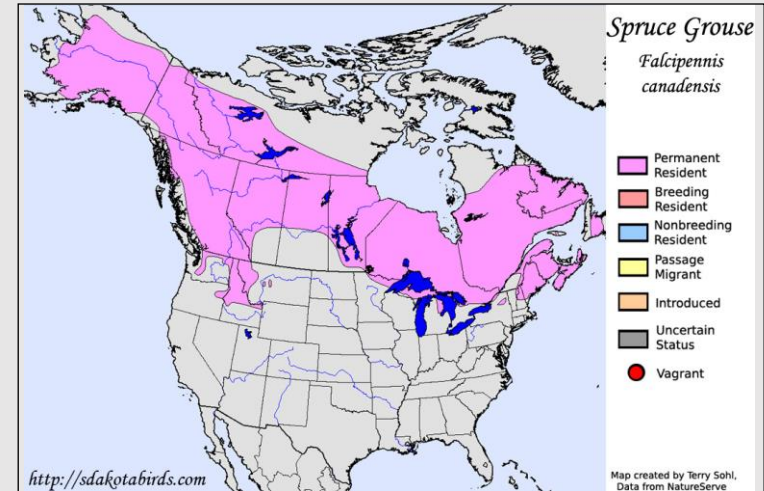 Spruce Grouse
Falcipennis
canadensis
Permanent
Resident
Breeding
Resident
Nonbreeding
Resident
Passage
Migrant
Introduced
Uncertain
Status
Vagrant
http://sdakotabirds.com
Map created by Terry Sohl,
Data from NatureServe